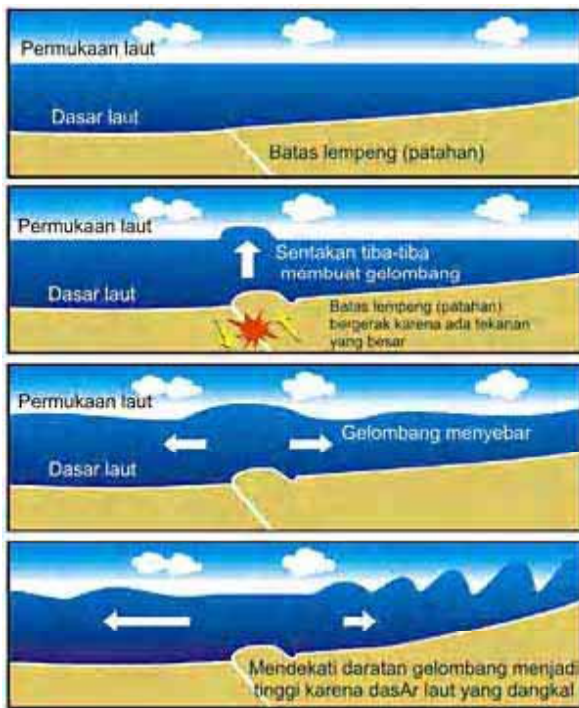 Permukaan laut
Dasar laut
Batas lempeng (patahan)
Permukaan laut
Sentakan tiba-tiba
membuat gelombang
Dasar laut
Batas lempeng (patahan)
bergerak karena ada tekanan
yang besar
Permukaan laut
Gelombang menyebar
Dasar laut
Mendekati daratan gelombang menjadi
tinggi karena dasAr laut yang dangkal